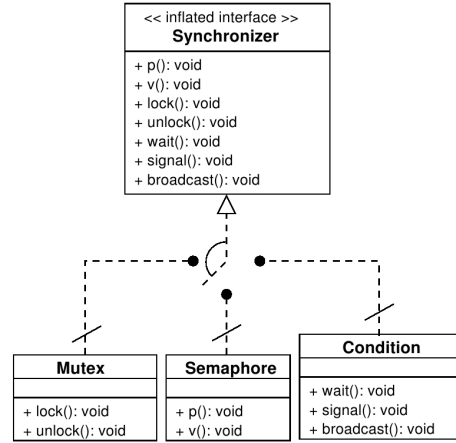 << inflated interface >>
Synchronizer
+ p(): void
+ v(): void
+ lock(): void
+ unlock(): void
+ wait(): void
+ signal(): void
+ broadcast(): void
Mutex
+ lock(): void
+ unlock(): void
Semaphore
+ p(): void
+ v(): void
Condition
+ wait(): void
+ signal(): void
+ broadcast(): void